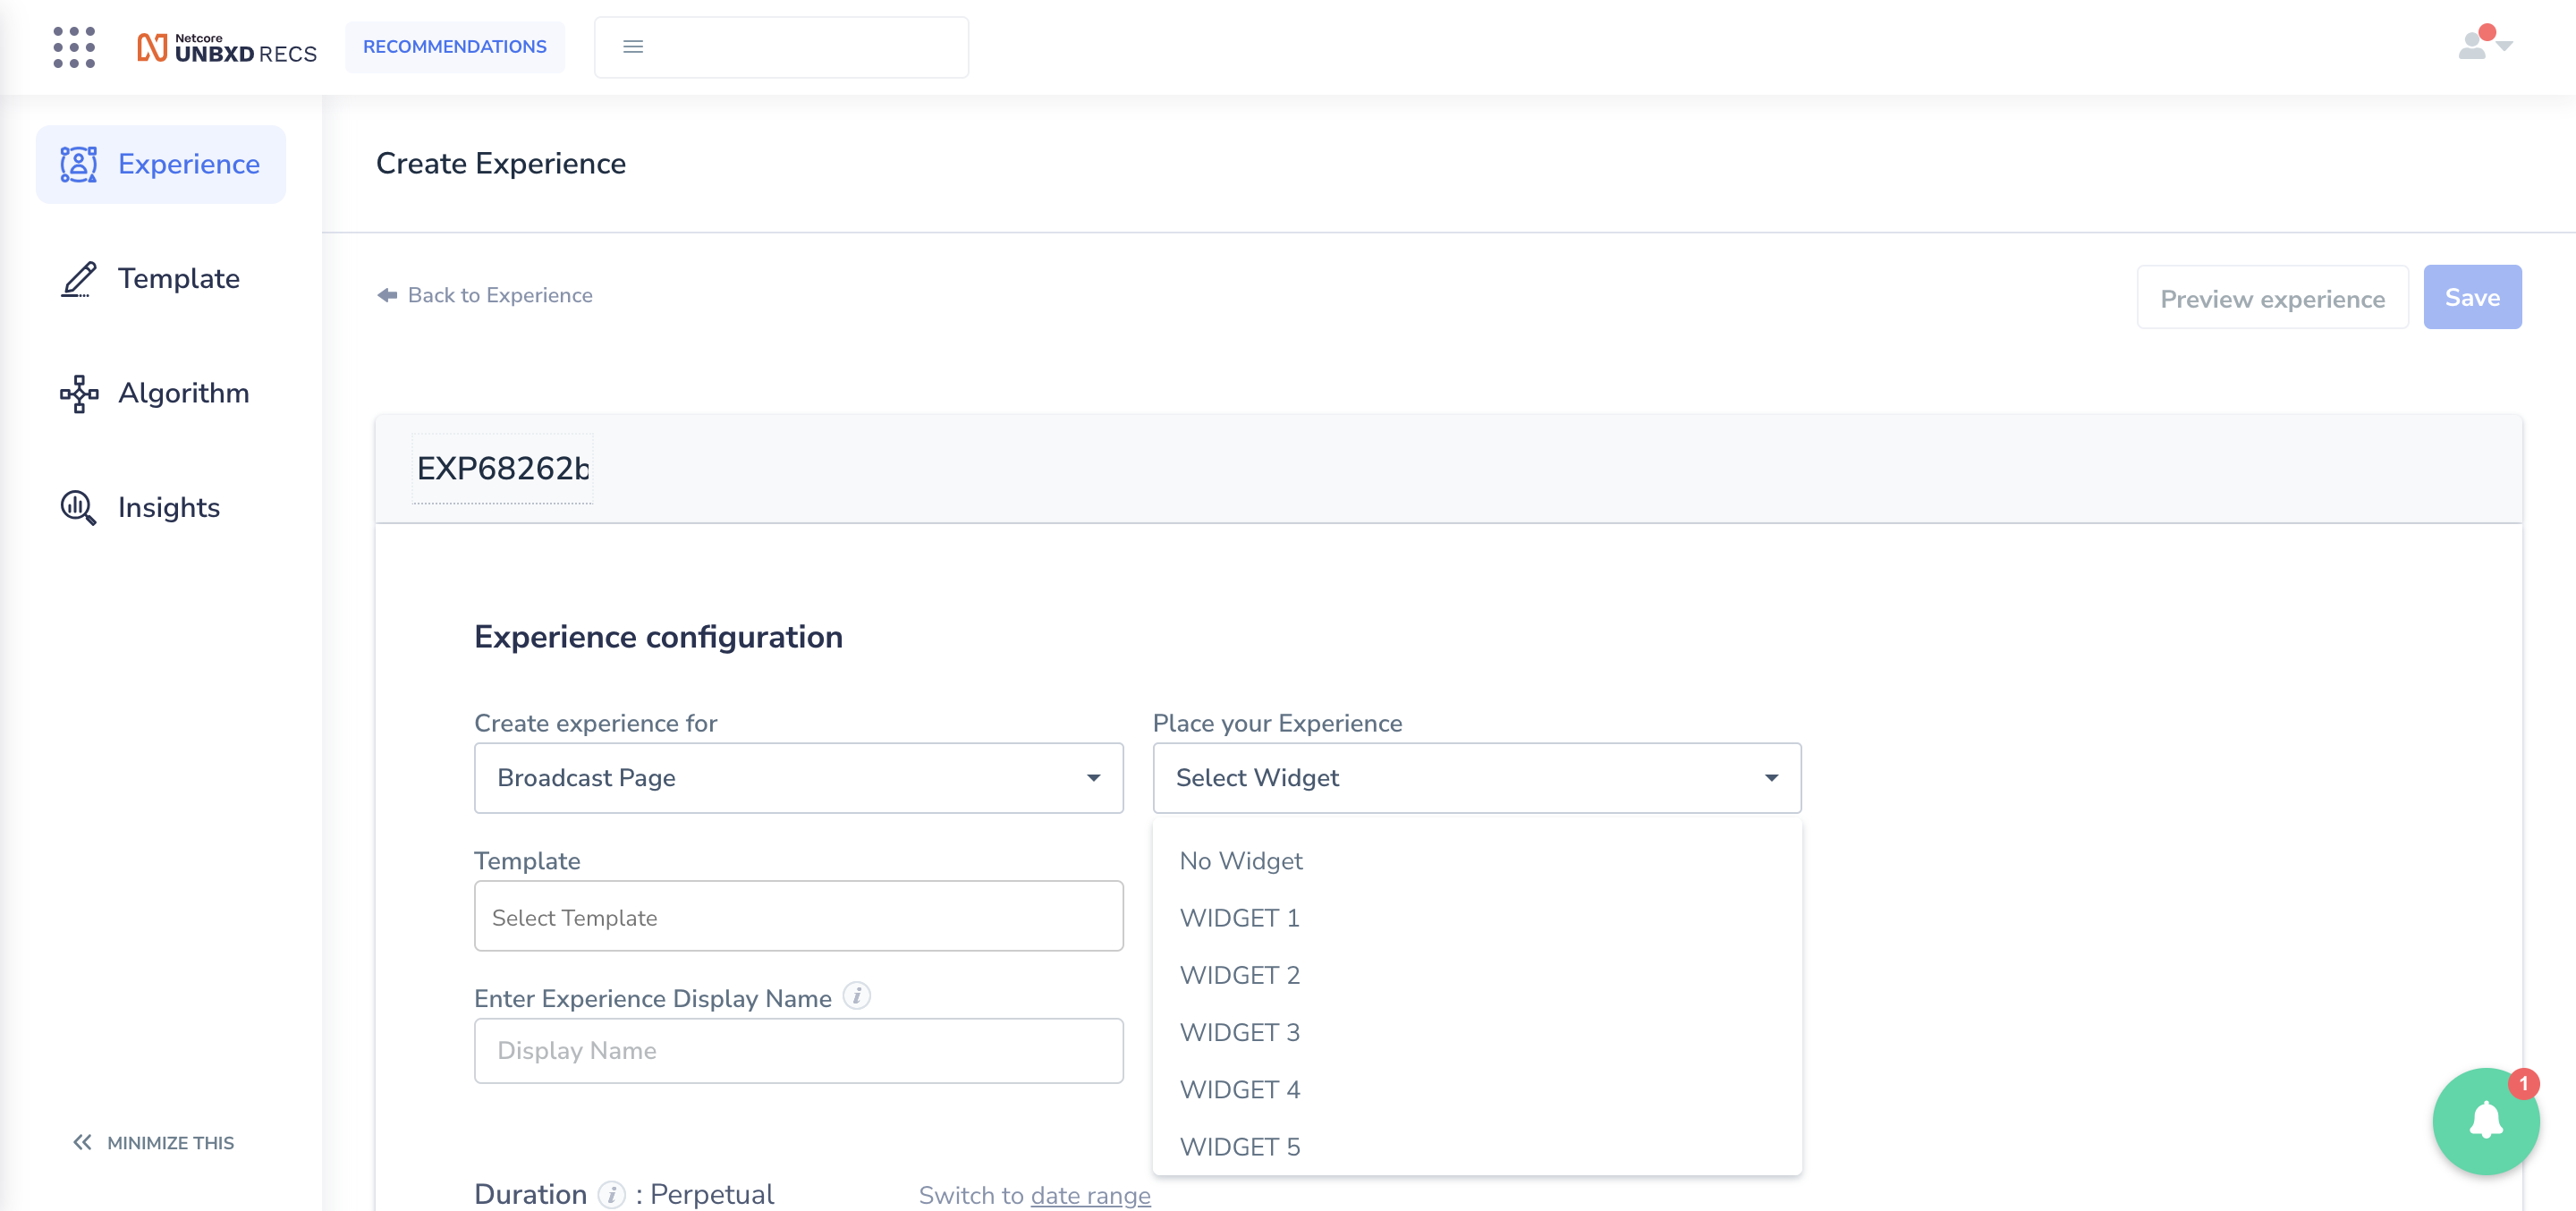 Netcore
UNBXD RECS
RECOMMENDATIONS
Experience
Template
Algorithm
Insights
MINIMIZE THIS
Create Experience
Back to Experience
Preview experience
Save
EXP68262b
Experience configuration
Create experience for
Broadcast Page
Place your Experience
Select Widget
No Widget
WIDGET 1
WIDGET 2
WIDGET 3
WIDGET 4
WIDGET 5
Template
Select Template
Enter Experience Display Name i
Display Name
Duration i : Perpetual
Switch to date range
1